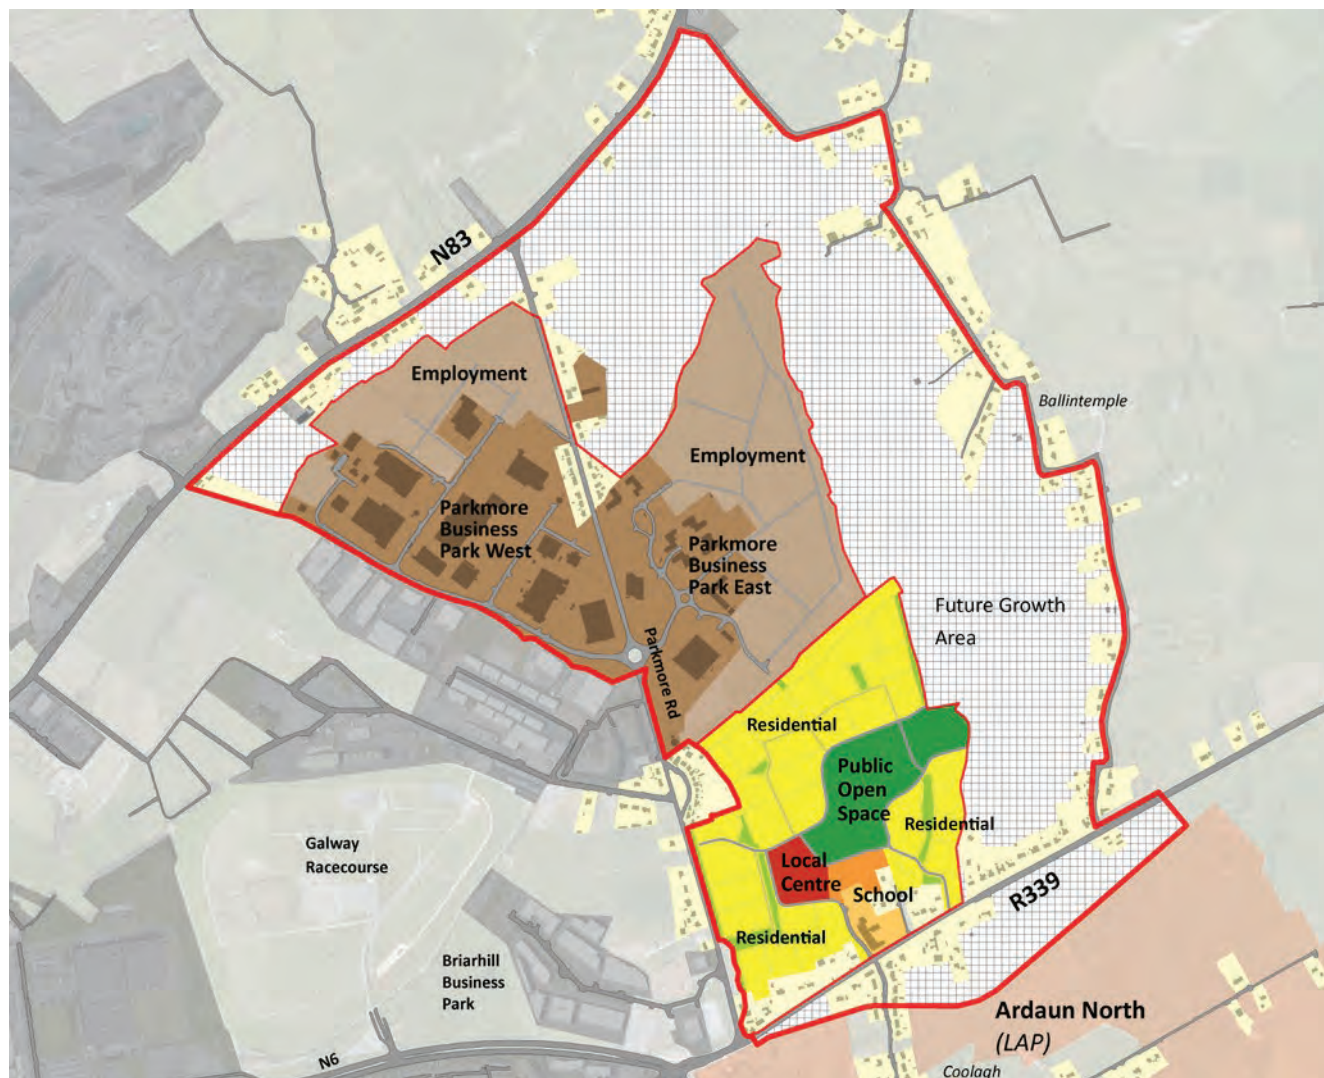 N83
Employment
Ballintemple
Employment
Parkmore
Business
Park West
Parkmore
Business
Park East
Future Growth
Area
Parkmore Rd
Residential
Public
Open
Space
Residential
Galway
Racecourse
Local
Centre
School
R339
Residential
Briarhill
Business
Park
Ardaun North
(LAP)
N6
Coolagh